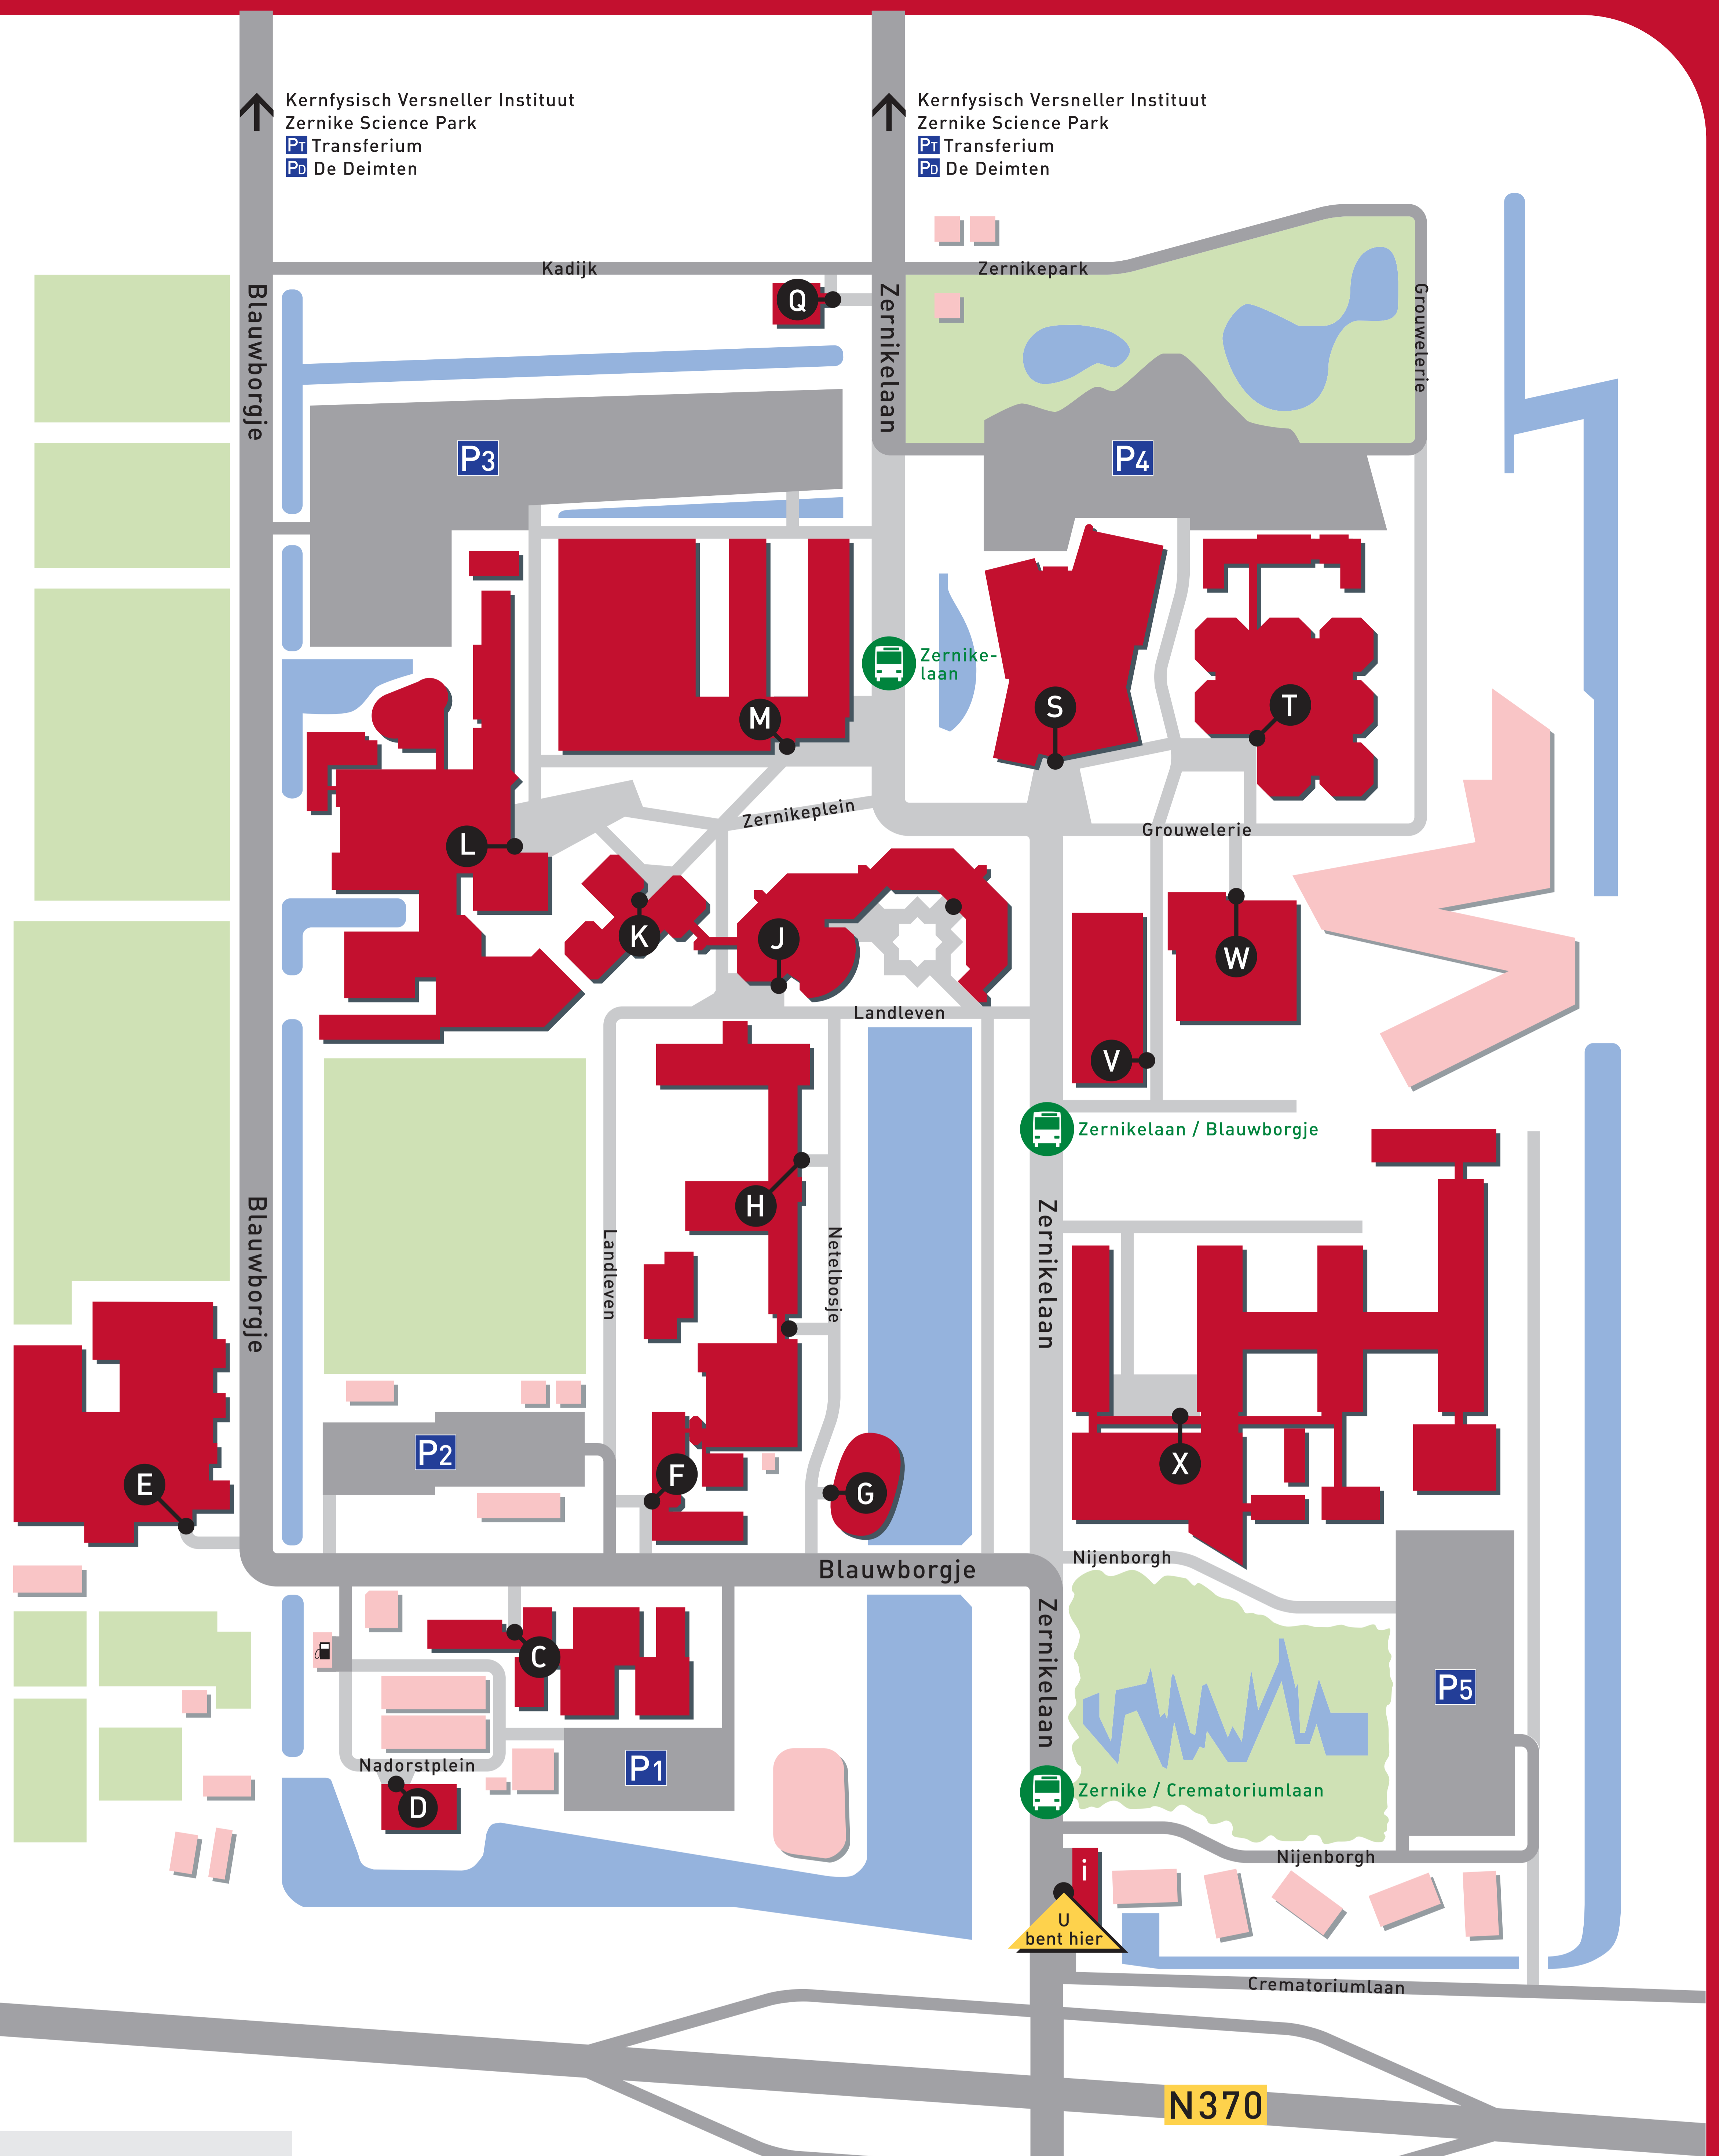 Kernfysisch Versneller Instituut
Zernike Science Park
PT Transferium
PD De Deimten
Kernfysisch Versneller Instituut
Zernike Science Park
PT Transferium
PD De Deimten
Kadijk
Zernikepark
Blauwborgje
Q
Zernikelaan
Grouwelerie
P3
P4
Zernike-
laan
M
S
T
Zernikeplein
Grouwelerie
L
K
J
W
Landleven
V
Zernikelaan / Blauwborgje
Blauwborgje
H
Landleven
Netelbosje
Zernikelaan
E
P2
F
G
X
Blauwborgje
Nijenborgh
C
Zernikelaan
P5
Nadorstplein
P1
D
Zernike / Crematoriumlaan
Nijenborgh
i
U
bent hier
Crematoriumlaan
N370